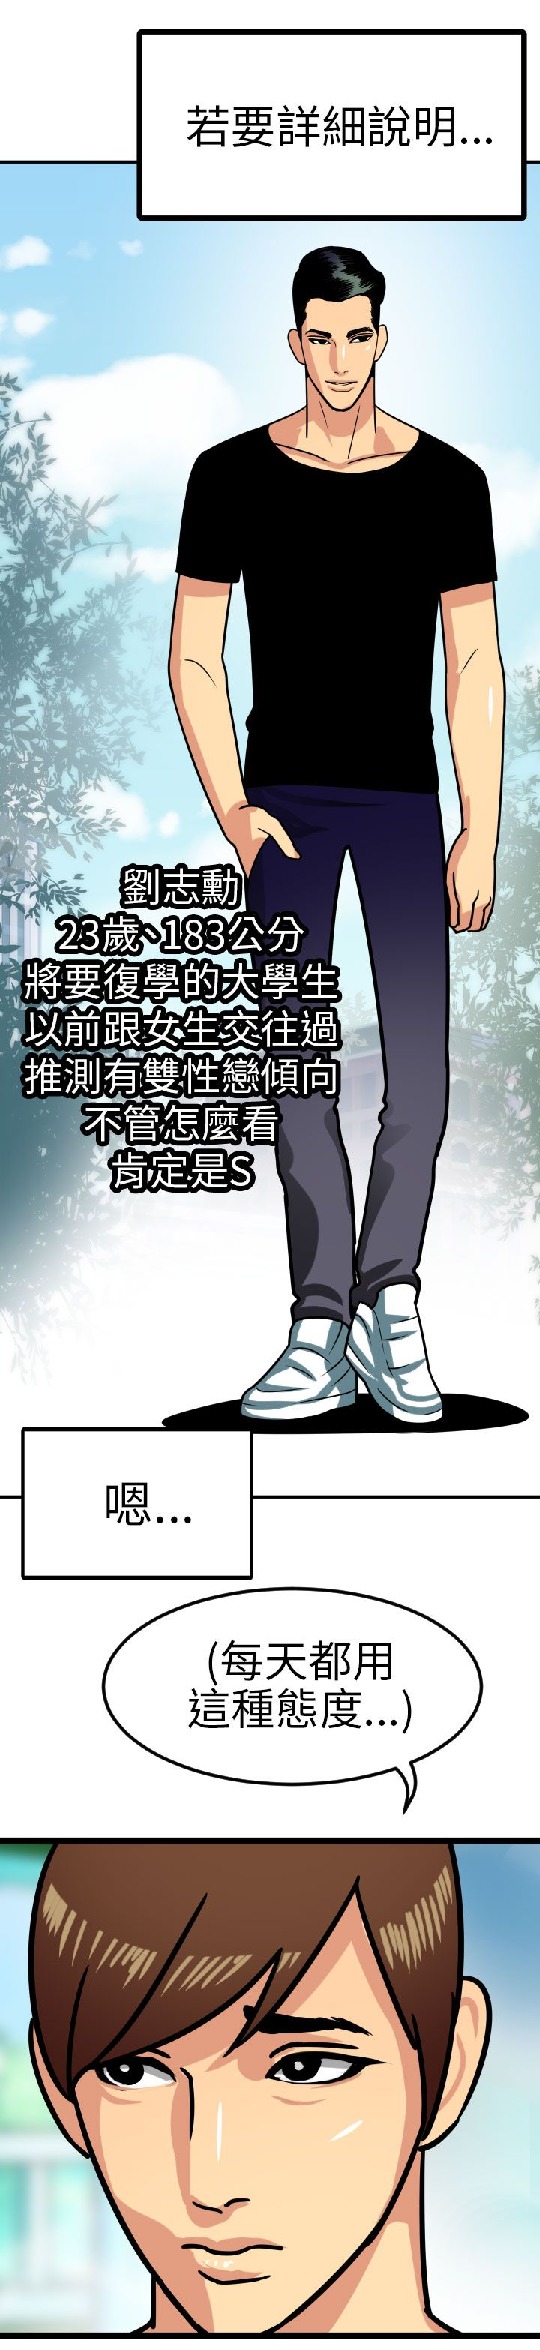 若要詳細說明...
劉志勳
23歲、183公分
將要復學的大學生
以前跟女生交往過
推測有雙性戀傾向
不管怎麼看
肯定是S
嗯...
(每天都用
這種態度...)